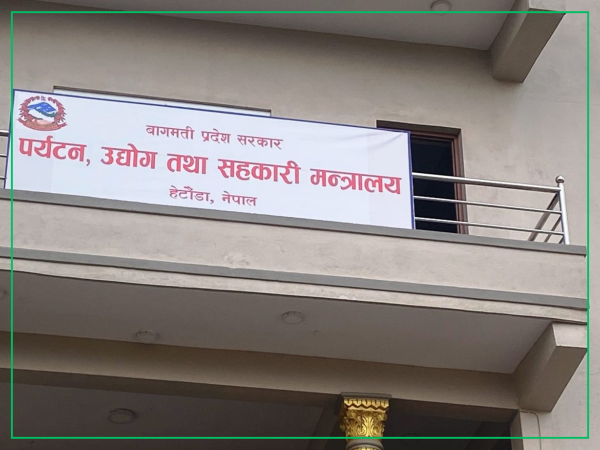 बागमती प्रदेश सरकार
पर्यटन, उद्योग तथा सहकारी मन्त्रालय
हेटौंडा, नेपाल